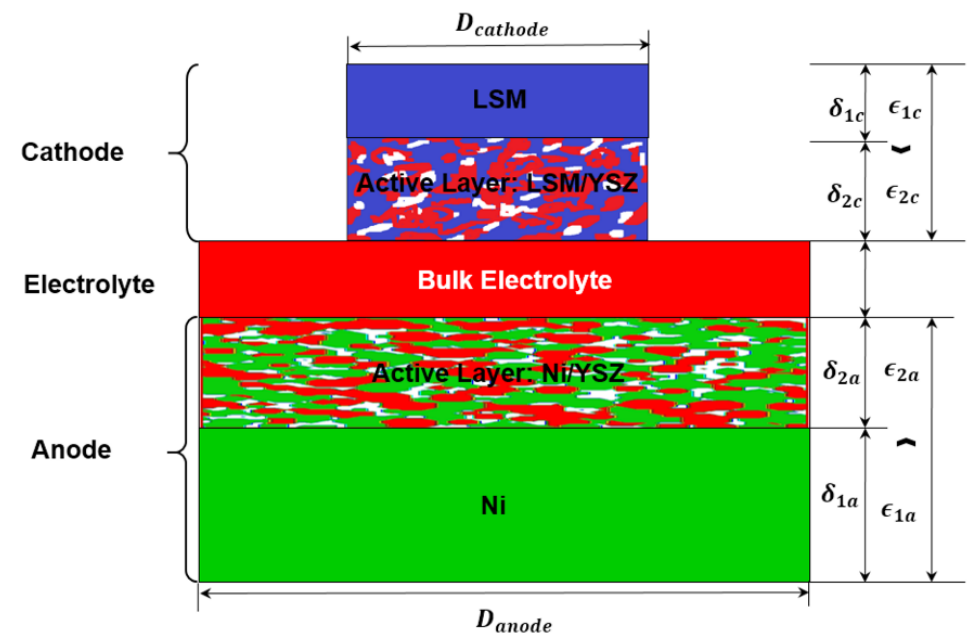 D_cathode
LSM
δ_1c
ϵ_1c
Cathode
Active Layer: LSM/YSZ
δ_2c
ϵ_2c
Electrolyte
Bulk Electrolyte
Active Layer: Ni/YSZ
δ_2a
ϵ_2a
Anode
Ni
δ_1a
ϵ_1a
D_anode